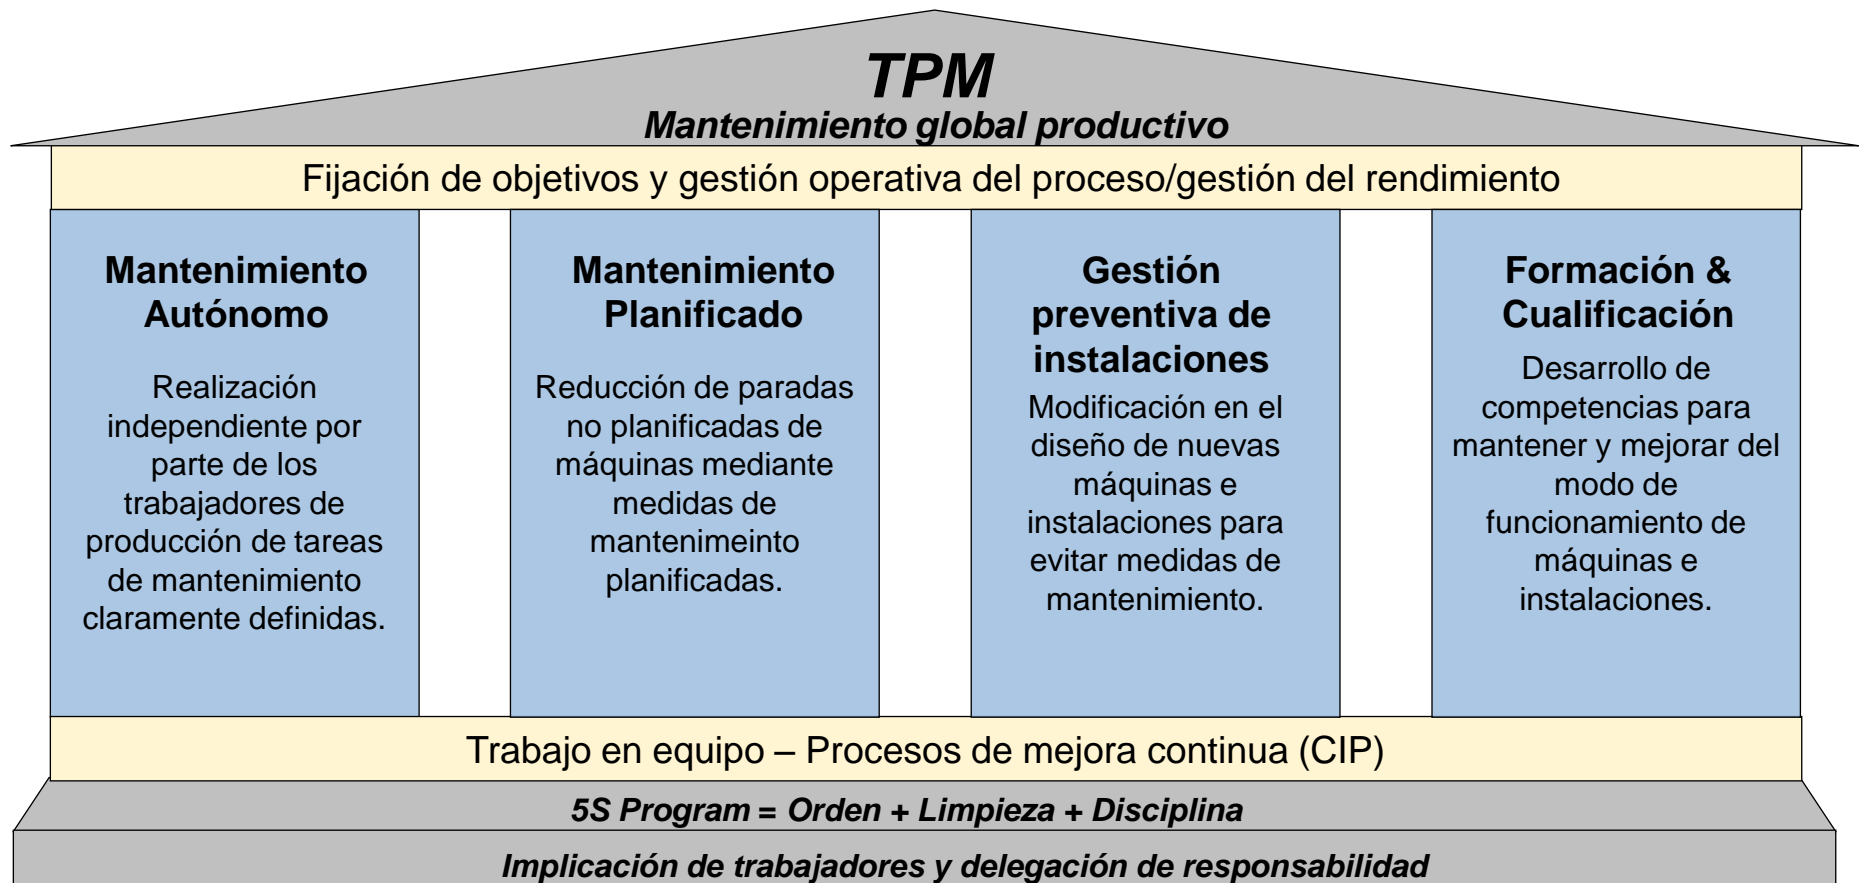 TPM
Mantenimiento global productivo
Fijación de objetivos y gestión operativa del proceso/gestión del rendimiento
Mantenimiento
Autónomo
Realización
independiente por
parte de los
trabajadores de
producción de tareas
de mantenimiento
claramente definidas.
Mantenimiento
Planificado
Reducción de paradas
no planificadas de
máquinas mediante
medidas de
mantenimeinto
planificadas.
Gestión
preventiva de
instalaciones
Modificación en el
diseño de nuevas
máquinas e
instalaciones para
evitar medidas de
mantenimiento.
Formación &
Cualificación
Desarrollo de
competencias para
mantener y mejorar del
modo de
funcionamiento de
máquinas e
instalaciones.
Trabajo en equipo – Procesos de mejora continua (CIP)
5S Program = Orden + Limpieza + Disciplina
Implicación de trabajadores y delegación de responsabilidad